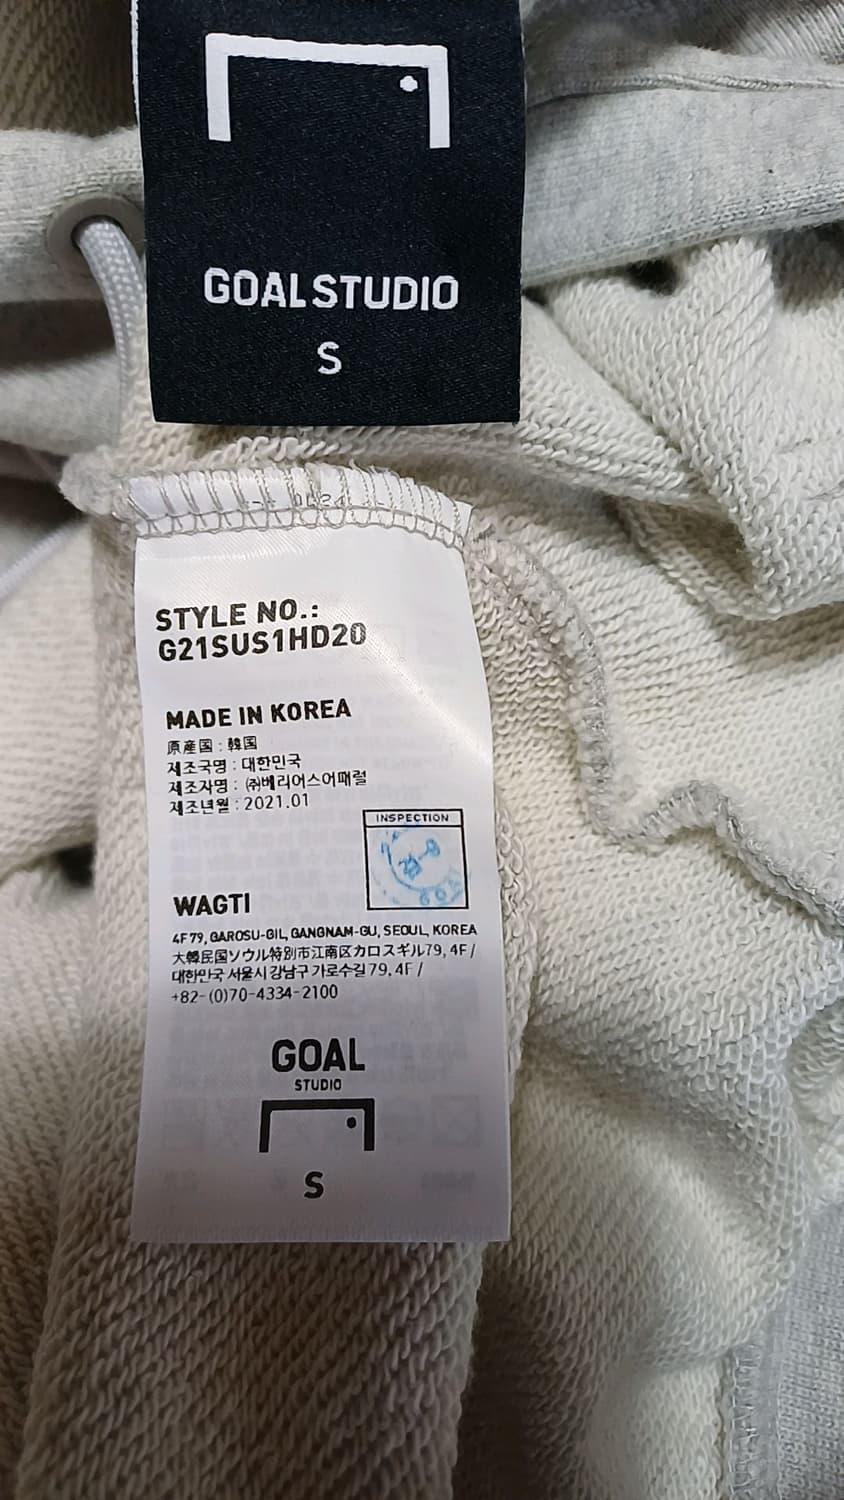 GOALSTUDIO
S
STYLE NO.:
G21SUS1HD20
MADE IN KOREA
原産国 : 韓国
제조국명 : 대한민국
제조자명 : ㈜베리어스어패럴
제조년월 : 2021.01
INSPECTION
WAGTI
4F 79, GAROSU-GIL, GANGNAM-GU, SEOUL, KOREA
大韓民国ソウル特別市江南区カロスギル79, 4F /
대한민국 서울시 강남구 가로수길 79, 4F /
+82-(0)70-4334-2100
GOAL
STUDIO
S